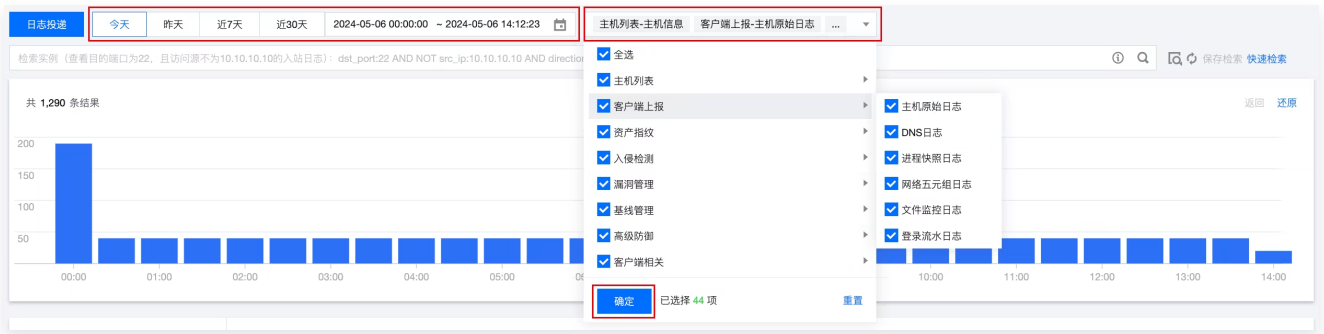 日志投递 今天 昨天 近7天 近30天 2024-05-06 00:00:00 ~ 2024-05-06 14:12:23 主机列表-主机信息 客户端上报-主机原始日志 ...
检索实例（查看目的端口为22，且访问源不为10.10.10.10的入站日志）：dst_port:22 AND NOT src_ip:10.10.10.10 AND direction 保存检索 快速检索
共 1,290 条结果 返回 还原
全选
主机列表
客户端上报
资产指纹
入侵检测
漏洞管理
基线管理
高级防御
客户端相关
确定 已选择 44 项 重置
主机原始日志
DNS日志
进程快照日志
网络五元组日志
文件监控日志
登录流水日志
200
150
100
50
00:00 01:00 02:00 03:00 04:00 05:00 10:00 11:00 12:00 13:00 14:00